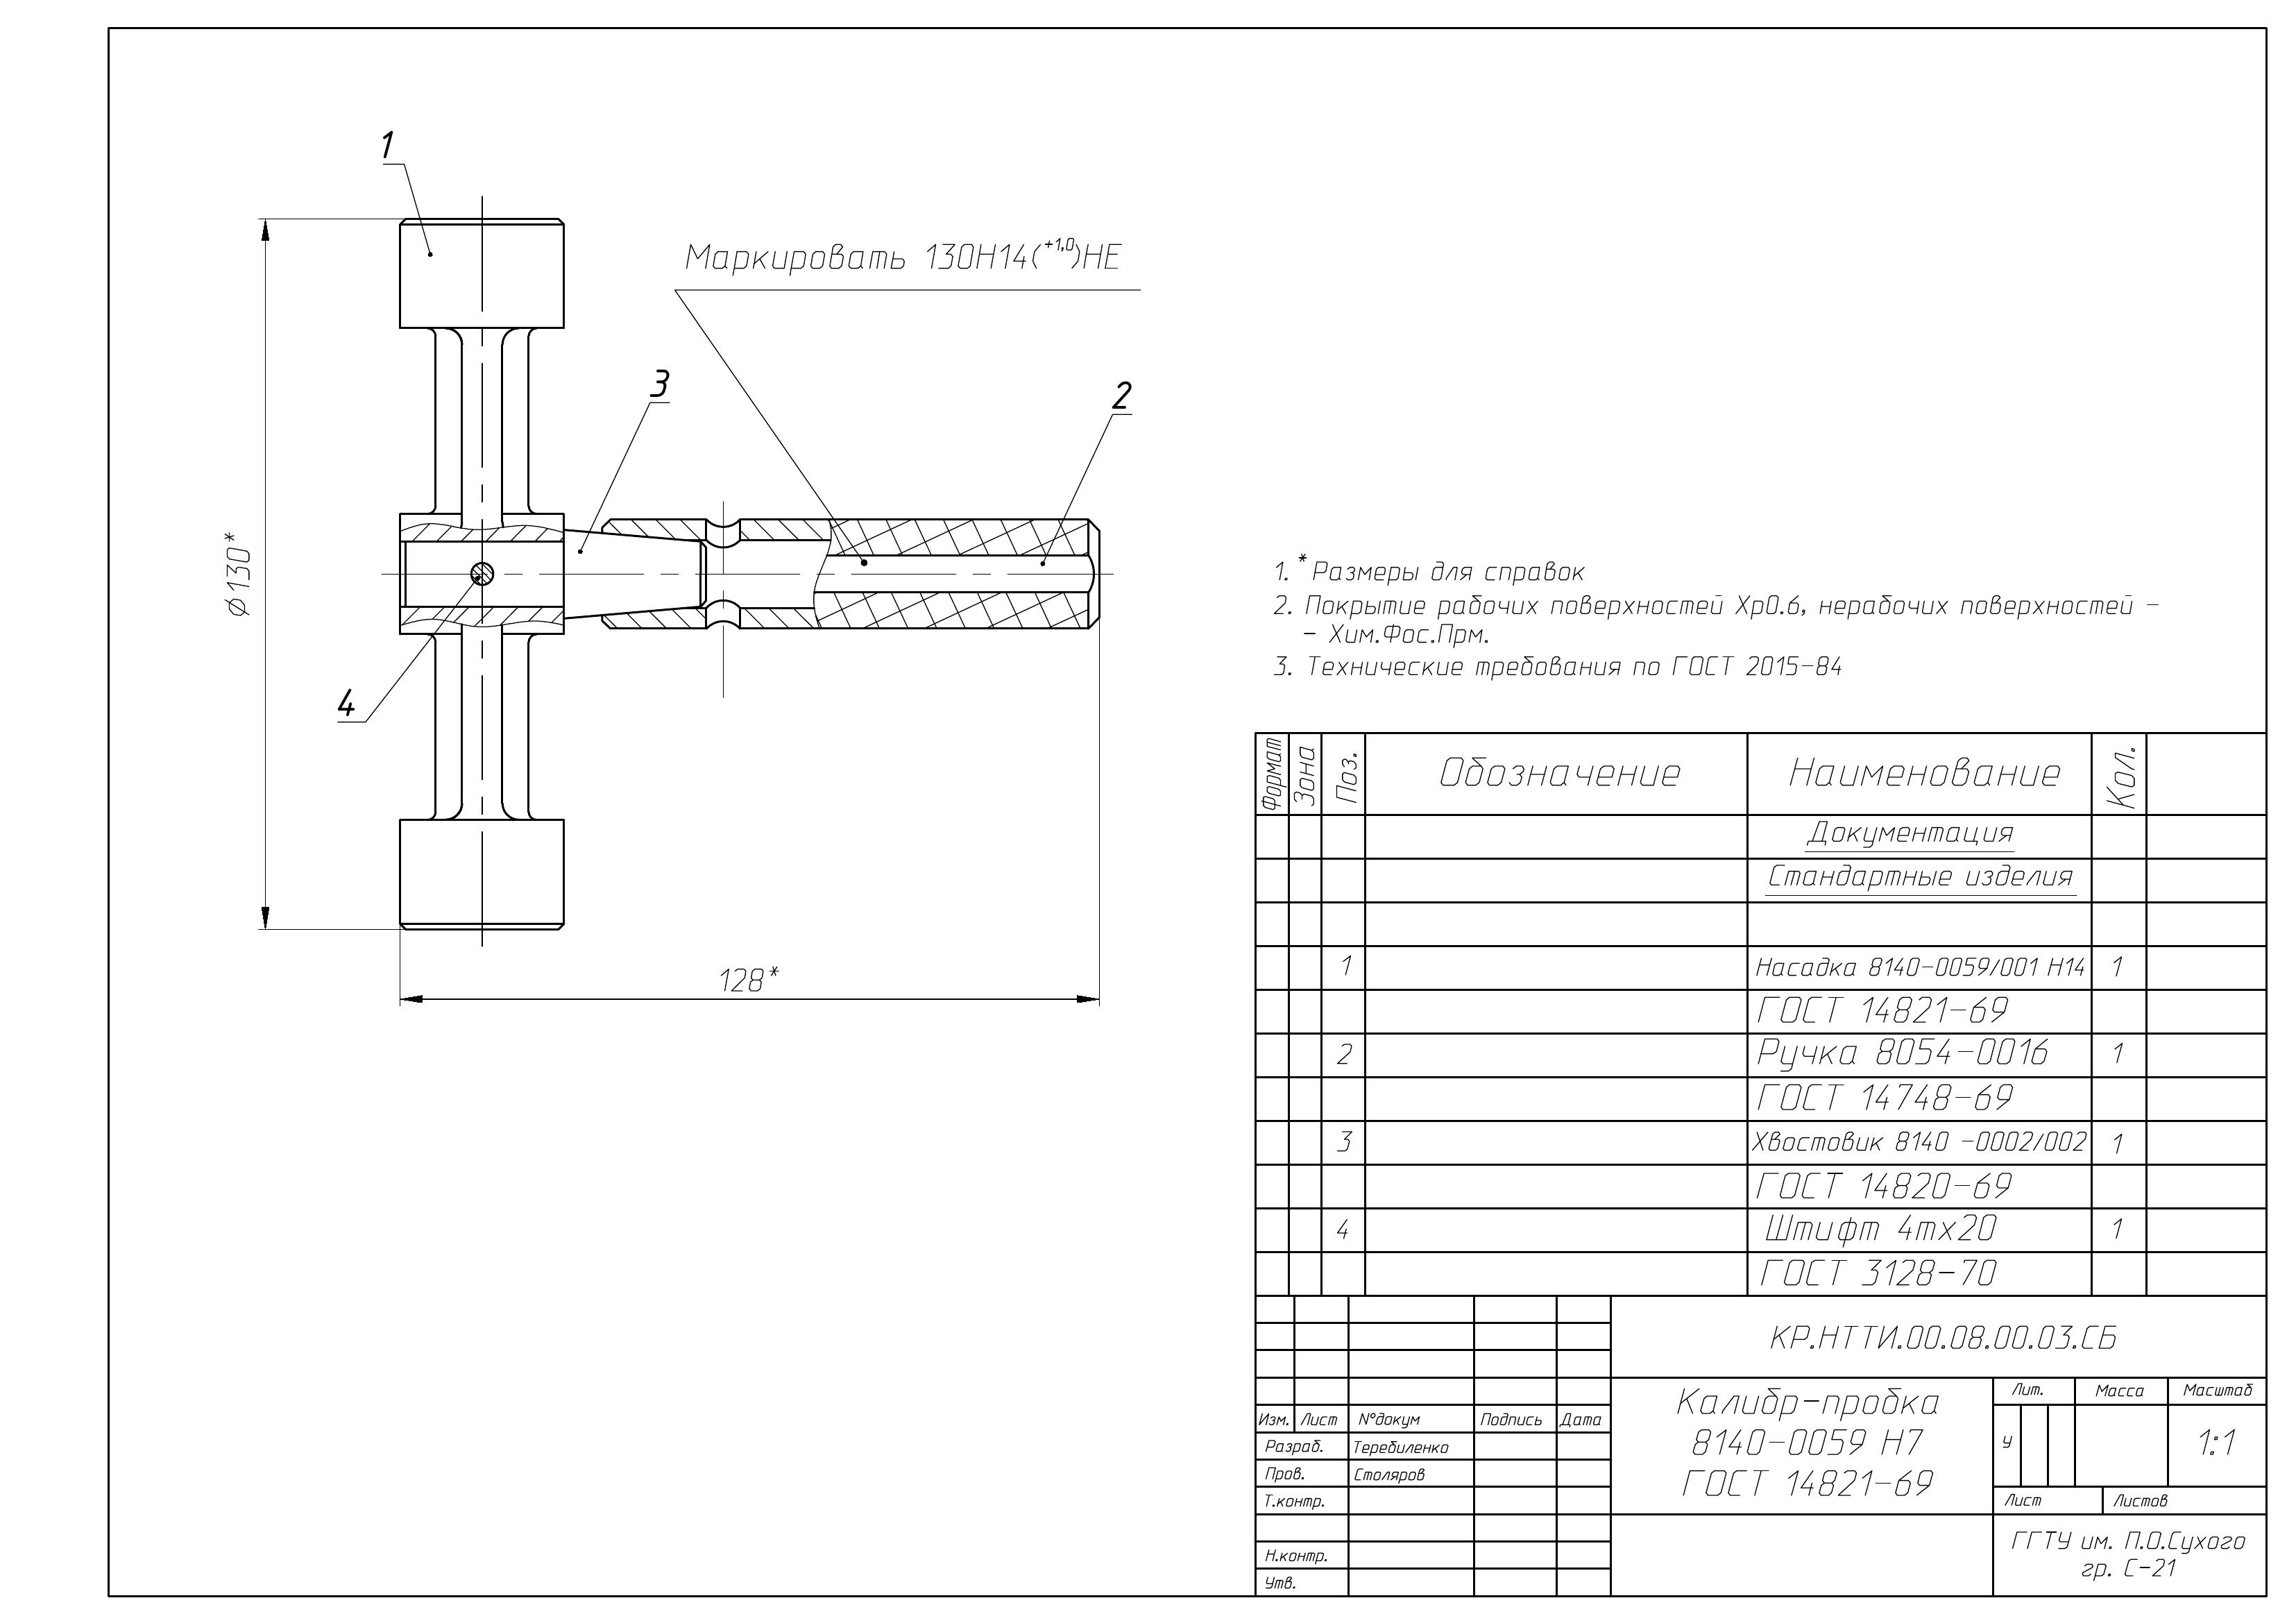 1
Маркировать 130Н14(+1,0)НЕ
3
2
⌀130*
4
128*
1. * Размеры для справок
2. Покрытие рабочих поверхностей Хр0.6, нерабочих поверхностей –
– Хим.Фос.Прм.
3. Технические требования по ГОСТ 2015-84
Формат Зона Поз. Обозначение Наименование Кол.
Документация
Стандартные изделия
1 Насадка 8140-0059/001 Н14 1
ГОСТ 14821-69
2 Ручка 8054-0016 1
ГОСТ 14748-69
3 Хвостовик 8140 -0002/002 1
ГОСТ 14820-69
4 Штифт 4тх20 1
ГОСТ 3128-70
КР.НТТИ.00.08.00.03.СБ
Калибр-пробка
8140-0059 Н7
ГОСТ 14821-69
Лит. Масса Масштаб
у 1:1
Лист Листов
Изм. Лист N°докум Подпись Дата
Разраб. Теребиленко
Пров. Столяров
Т.контр.
Н.контр.
Утв.
ГГТУ им. П.О.Сухого
гр. С-21